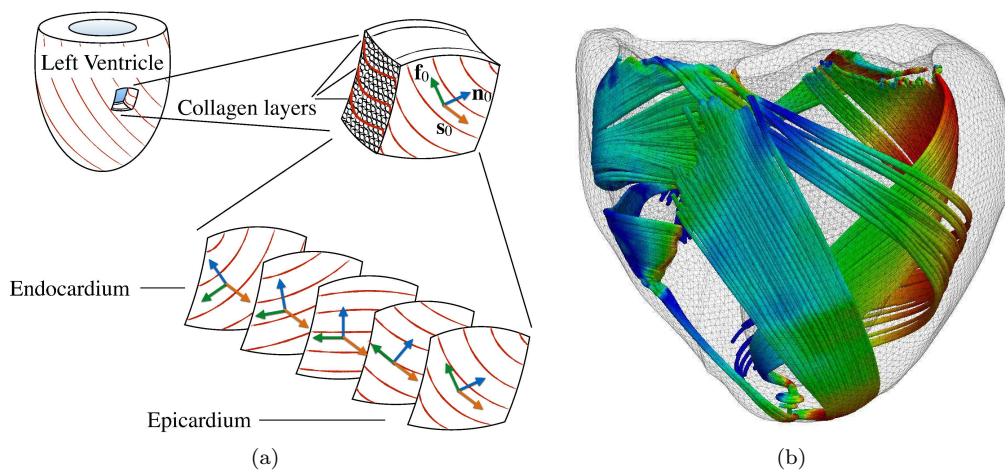 Left Ventricle
Collagen layers
f₀
n₀
s₀
Endocardium
Epicardium
(a)
(b)